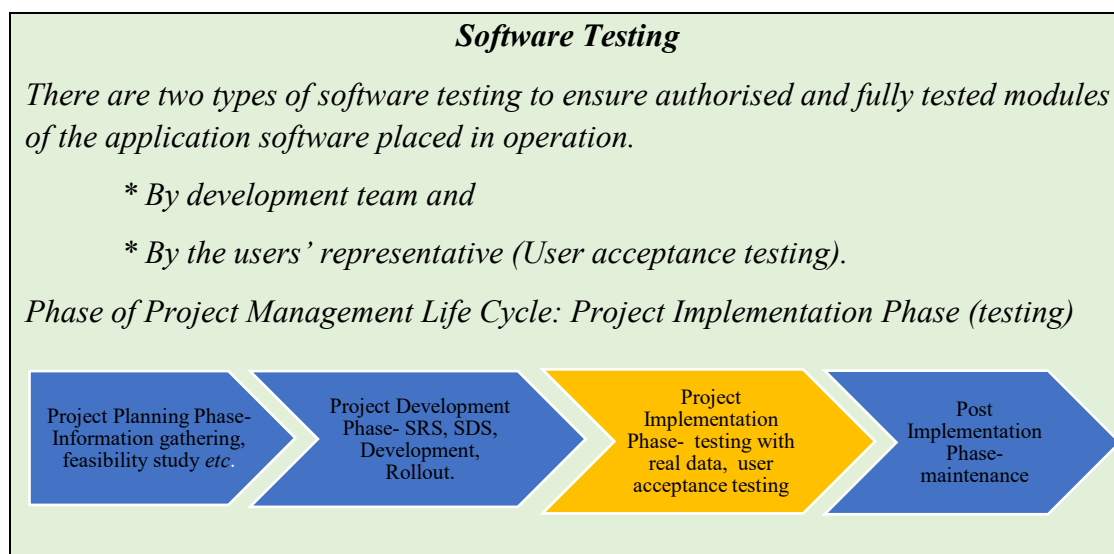 Software Testing
There are two types of software testing to ensure authorised and fully tested modules
of the application software placed in operation.
* By development team and
* By the users’ representative (User acceptance testing).
Phase of Project Management Life Cycle: Project Implementation Phase (testing)
Project Planning Phase-
Information gathering,
feasibility study etc.
Project Development
Phase- SRS, SDS,
Development,
Rollout.
Project
Implementation
Phase- testing with
real data, user
acceptance testing
Post
Implementation
Phase-
maintenance